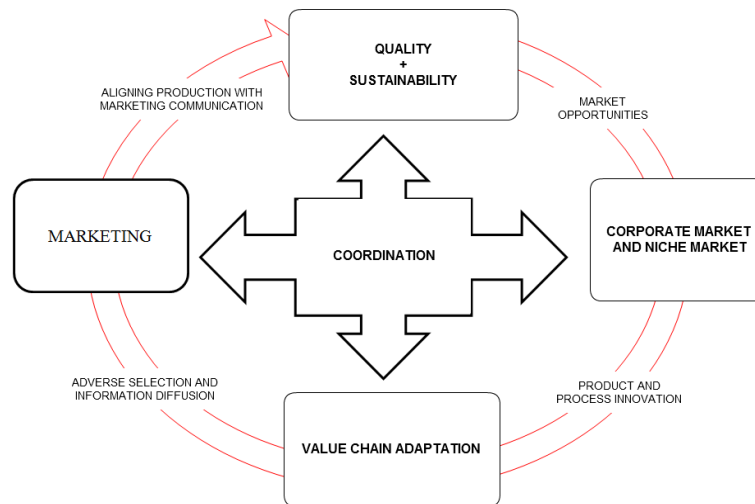 QUALITY
+
SUSTAINABILITY
ALIGNING PRODUCTION WITH
MARKETING COMMUNICATION
MARKET
OPPORTUNITIES
MARKETING
COORDINATION
CORPORATE MARKET
AND NICHE MARKET
ADVERSE SELECTION AND
INFORMATION DIFFUSION
PRODUCT AND
PROCESS INNOVATION
VALUE CHAIN ADAPTATION